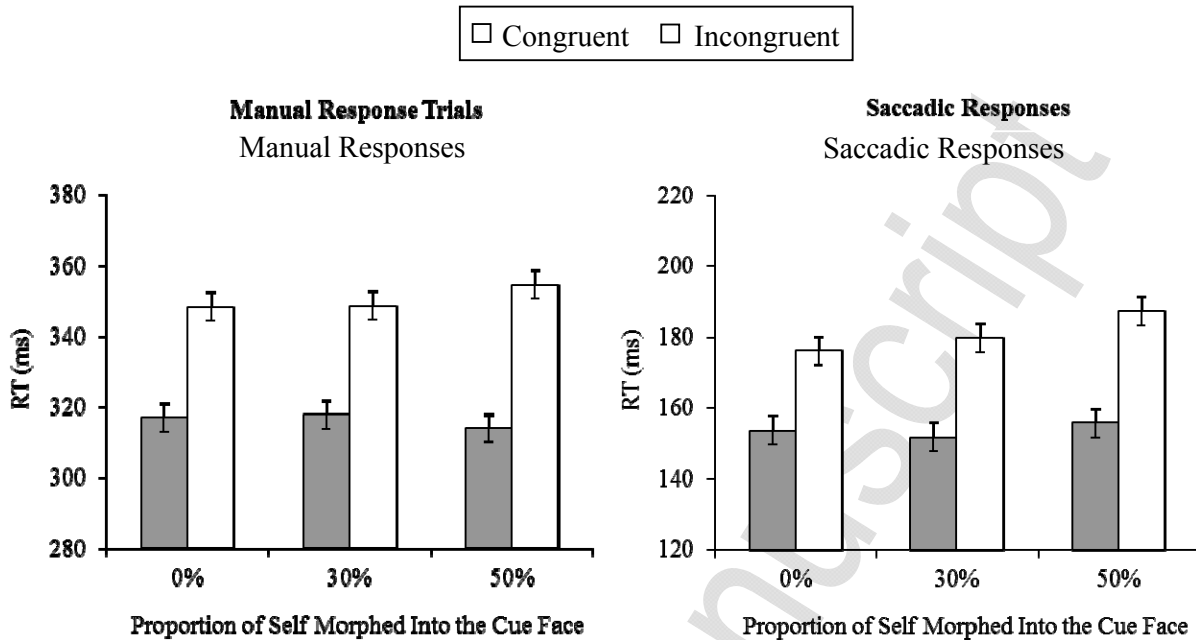 Congruent Incongruent
Manual Response Trials
Manual Responses
380
360
340
320
300
280
RT (ms)
0% 30% 50%
Proportion of Self Morphed Into the Cue Face
Saccadic Responses
Saccadic Responses
220
200
180
160
140
120
RT (ms)
0% 30% 50%
Proportion of Self Morphed Into the Cue Face
nuscript